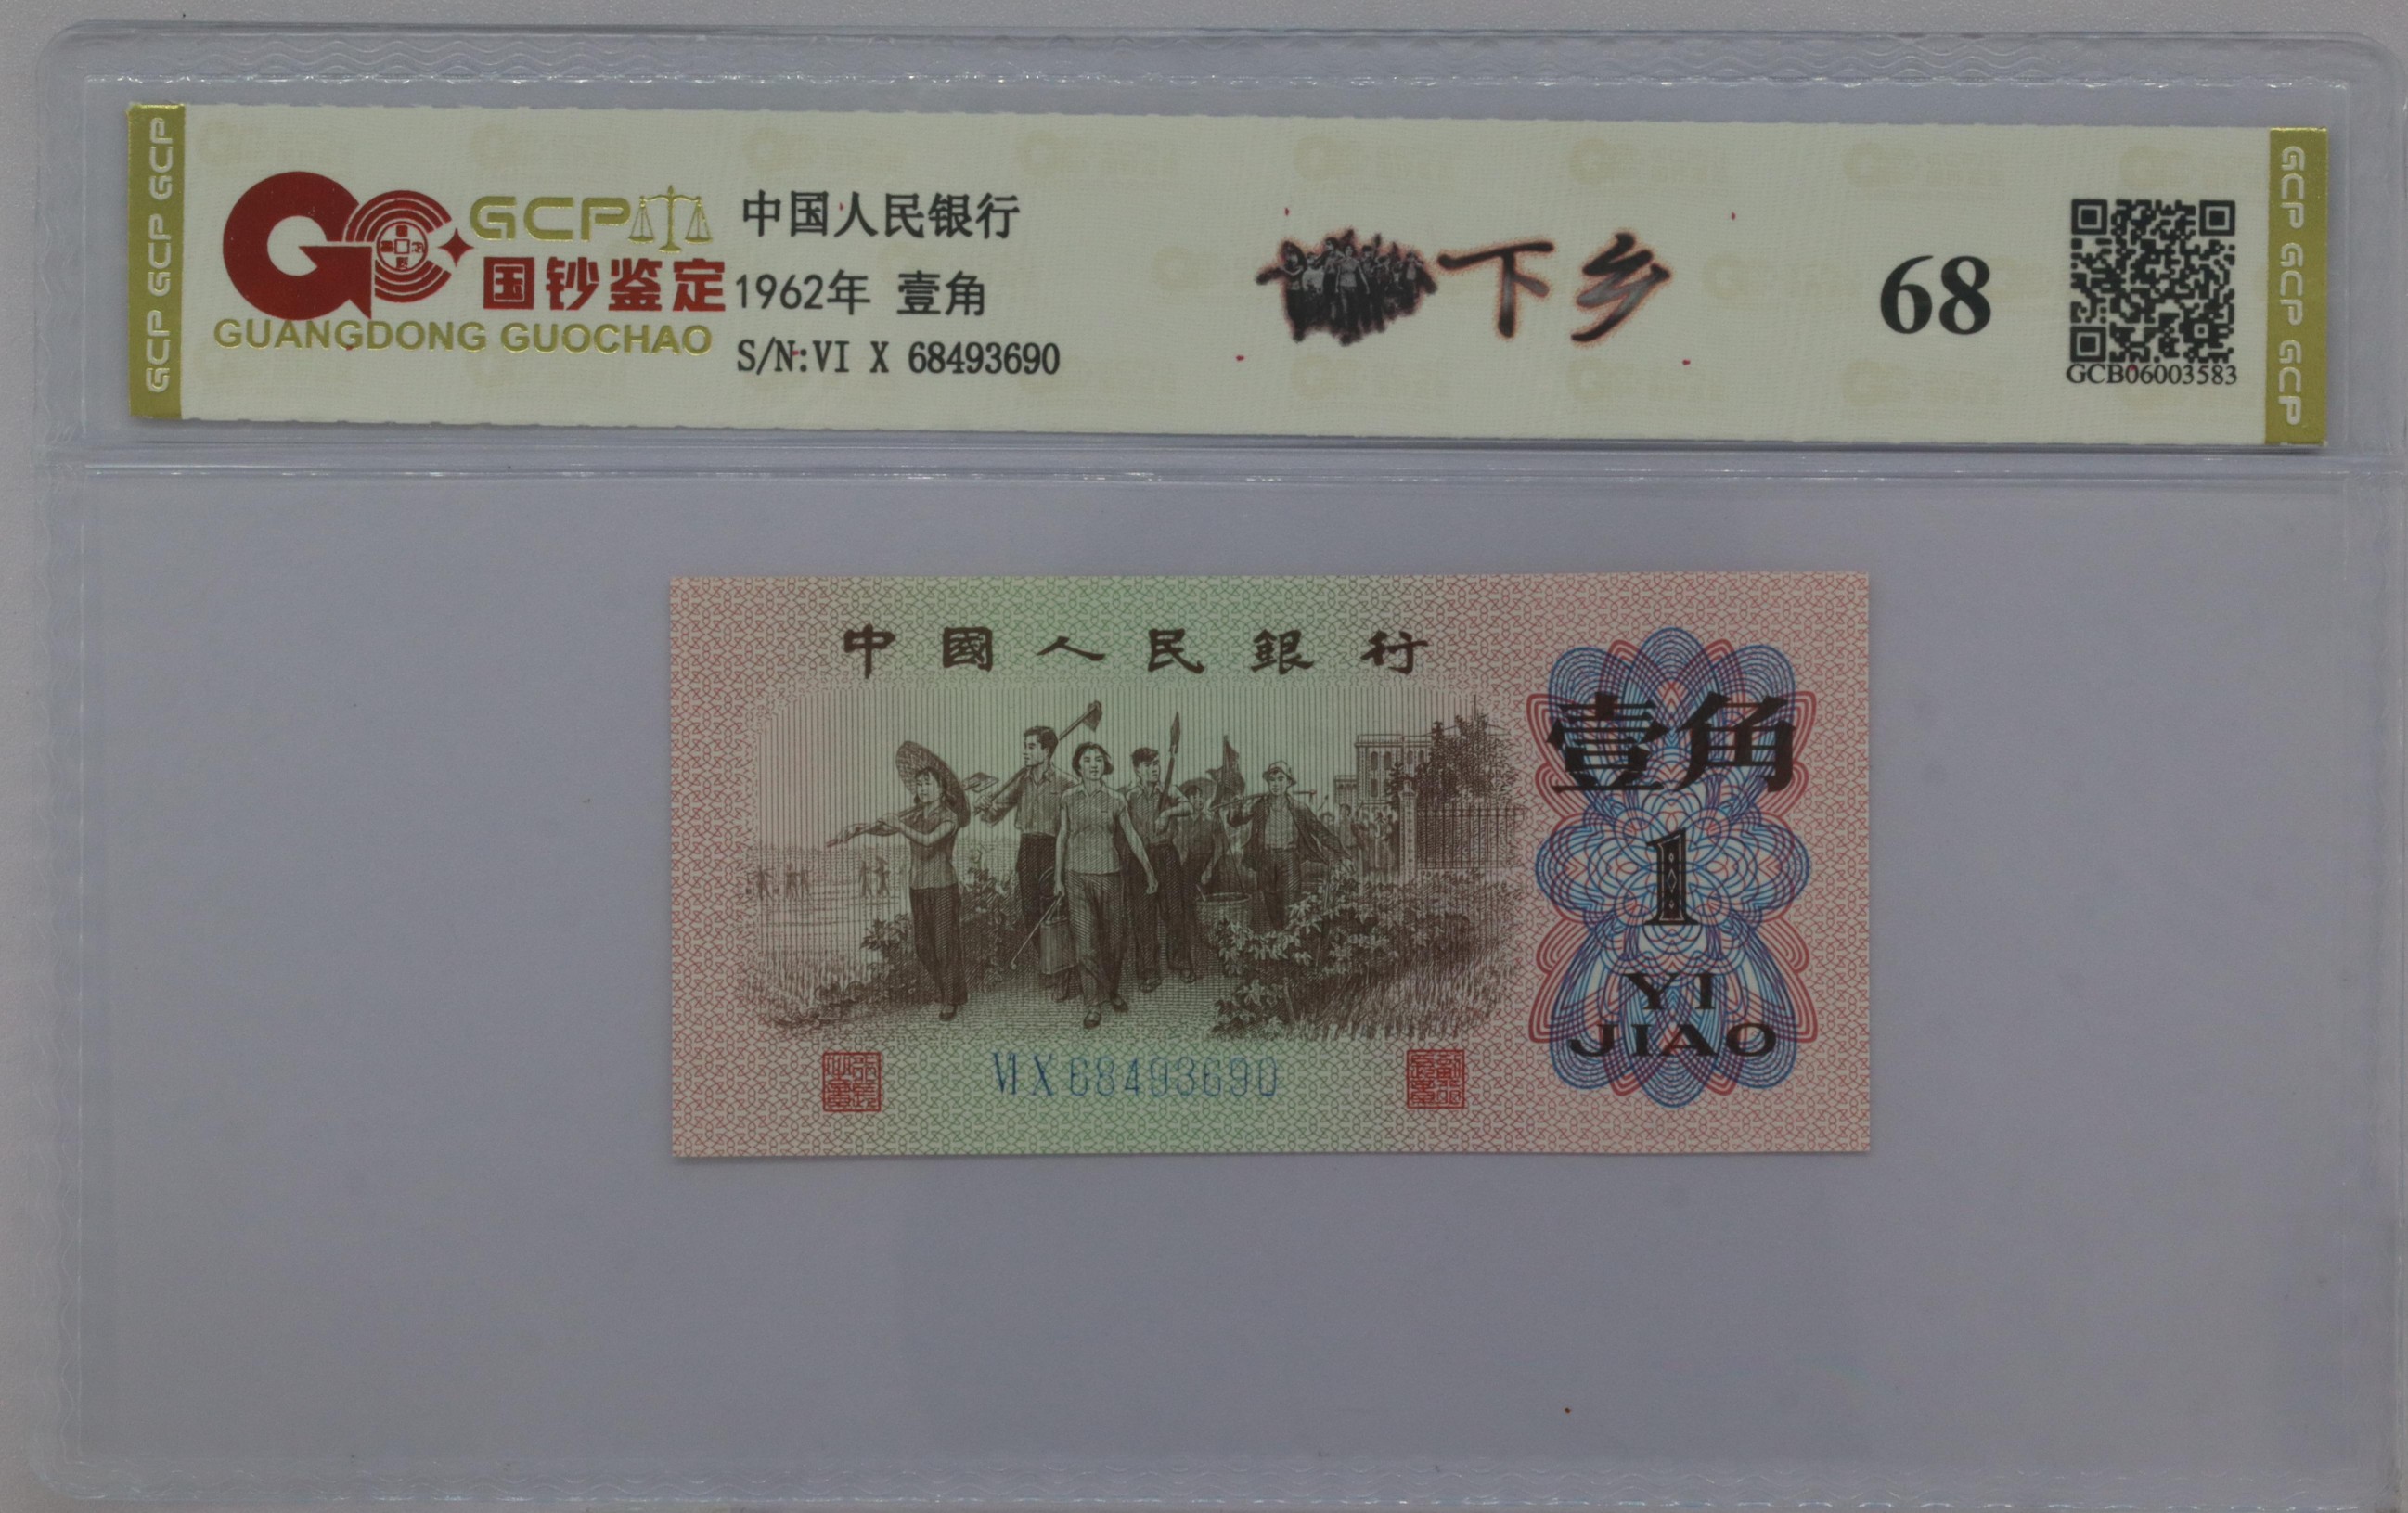 GCP GCP GCP
GCP
国钞鉴定
GUANGDONG GUOCHAO
中国人民银行
1962年 壹角
S/N:VI X 68493690
下乡
68
GCB06003583
GCP GCP GCP
中國人民銀行
壹角
1
YI
JIAO
VI X 68493690